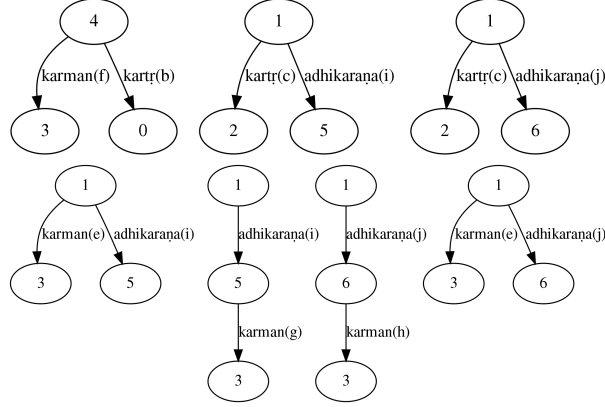 4 1 1
karman(f) kartṛ(b) kartṛ(c) adhikaraṇa(i) kartṛ(c) adhikaraṇa(j)
3 0 2 5 2 6
1 1 1 1
karman(e) adhikaraṇa(i) adhikaraṇa(i) adhikaraṇa(j) karman(e) adhikaraṇa(j)
3 5 5 6 3 6
karman(g) karman(h)
3 3